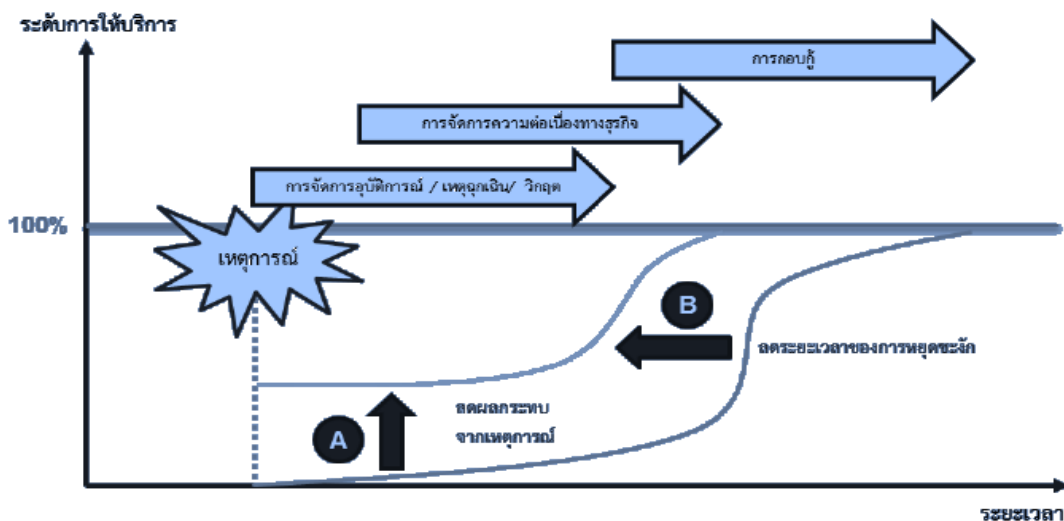 ระดับการให้บริการ
การกอบกู้
การจัดการความต่อเนื่องทางธุรกิจ
การจัดการอุบัติการณ์ / เหตุฉุกเฉิน/ วิกฤต
100%
เหตุการณ์
B
ลดระยะเวลาของการหยุดชะงัก
ลดผลกระทบ
จากเหตุการณ์
A
ระยะเวลา